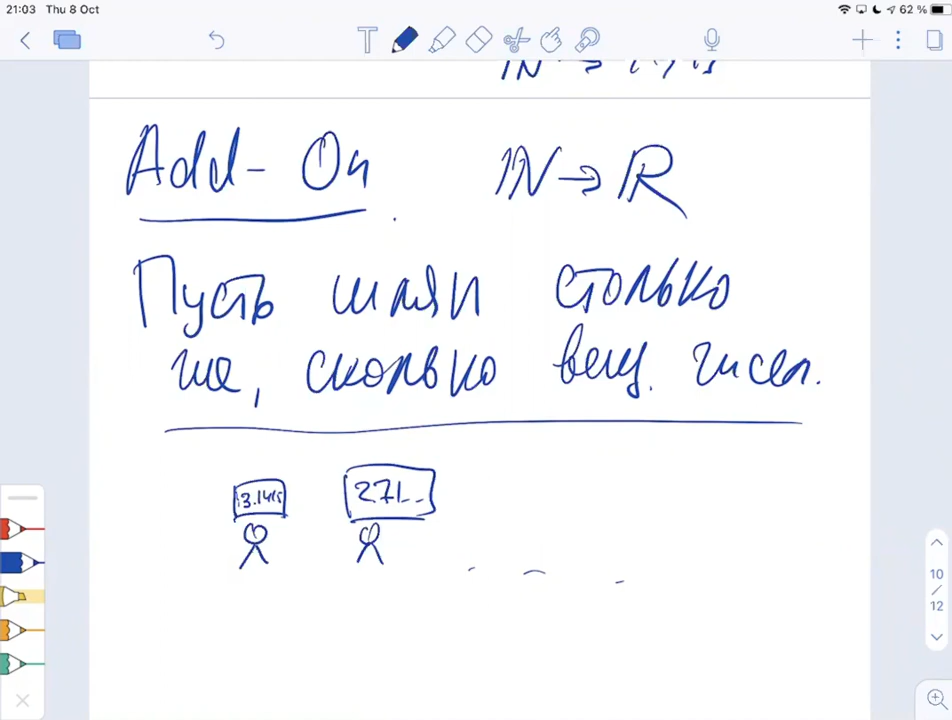 21:03 Thu 8 Oct 62 %
Add-On N→R
Пусть шляп столько
же, сколько вещ. чисел.
3.1415 2.71...
10
/
12